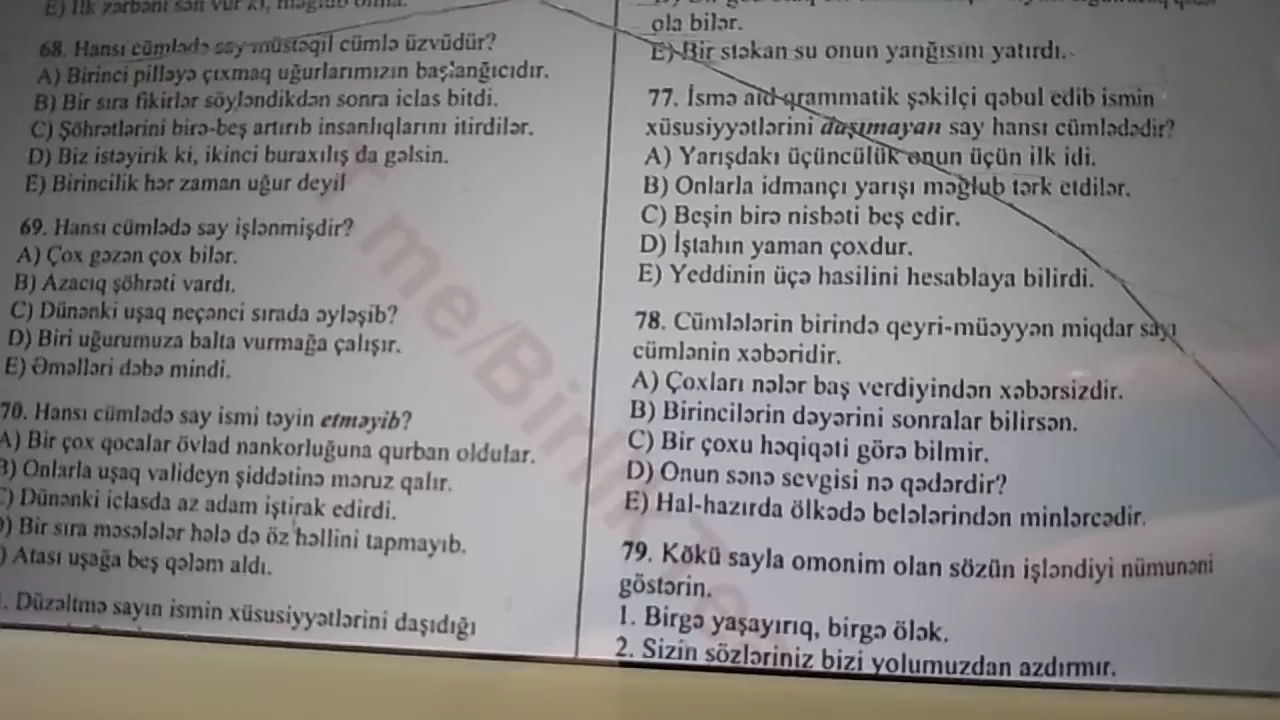 E) İlk zərbəni sən vur ki, məğlub olma.
68. Hansı cümlədə say müstəqil cümlə üzvüdür?
A) Birinci pilləyə çıxmaq uğurlarımızın başlanğıcıdır.
B) Bir sıra fikirlər söyləndikdən sonra iclas bitdi.
C) Şöhrətlərini birə-beş artırıb insanlıqlarını itirdilər.
D) Biz istəyirik ki, ikinci buraxılış da gəlsin.
E) Birincilik hər zaman uğur deyil
69. Hansı cümlədə say işlənmişdir?
A) Çox gəzən çox bilər.
B) Azacıq şöhrəti vardı.
C) Dünənki uşaq neçənci sırada əyləşib?
D) Biri uğurumuza balta vurmağa çalışır.
E) Əməlləri dəbə mindi.
70. Hansı cümlədə say ismi təyin etməyib?
A) Bir çox qocalar övlad nankorluğuna qurban oldular.
B) Onlarla uşaq valideyn şiddətinə məruz qalır.
C) Dünənki iclasda az adam iştirak edirdi.
D) Bir sıra məsələlər hələ də öz həllini tapmayıb.
) Atası uşağa beş qələm aldı.
. Düzəltmə sayın ismin xüsusiyyətlərini daşıdığı
ola bilər.
E) Bir stəkan su onun yanğısını yatırdı.
77. İsmə aid qrammatik şəkilçi qəbul edib ismin
xüsusiyyətlərini daşımayan say hansı cümlədədir?
A) Yarışdakı üçüncülük onun üçün ilk idi.
B) Onlarla idmançı yarışı məğlub tərk etdilər.
C) Beşin birə nisbəti beş edir.
D) İştahın yaman çoxdur.
E) Yeddinin üçə hasilini hesablaya bilirdi.
78. Cümlələrin birində qeyri-müəyyən miqdar sayı
cümlənin xəbəridir.
A) Çoxları nələr baş verdiyindən xəbərsizdir.
B) Birincilərin dəyərini sonralar bilirsən.
C) Bir çoxu həqiqəti görə bilmir.
D) Onun sənə sevgisi nə qədərdir?
E) Hal-hazırda ölkədə belələrindən minlərcədir.
79. Kökü sayla omonim olan sözün işləndiyi nümunəni
göstərin.
1. Birgə yaşayırıq, birgə ölək.
2. Sizin sözləriniz bizi yolumuzdan azdırmır.